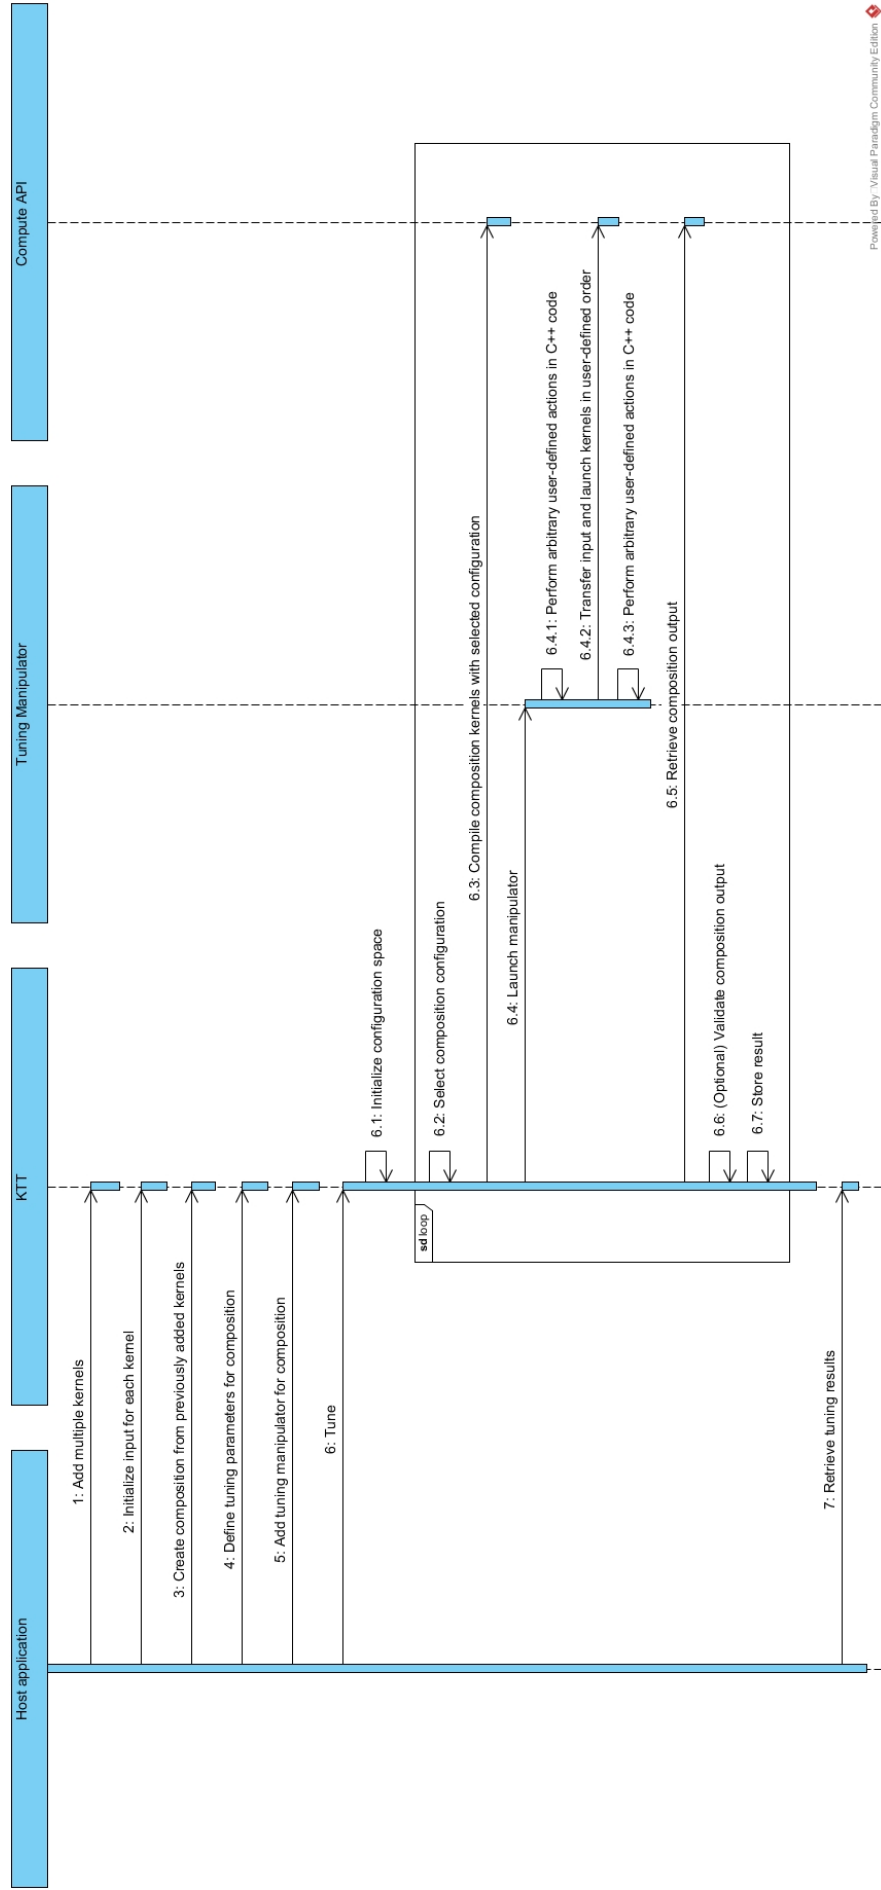 Host application
KTT
Tuning Manipulator
Compute API
1: Add multiple kernels
2: Initialize input for each kernel
3: Create composition from previously added kernels
4: Define tuning parameters for composition
5: Add tuning manipulator for composition
6: Tune
6.1: Initialize configuration space
sd loop
6.2: Select composition configuration
6.3: Compile composition kernels with selected configuration
6.4: Launch manipulator
6.4.1: Perform arbitrary user-defined actions in C++ code
6.4.2: Transfer input and launch kernels in user-defined order
6.4.3: Perform arbitrary user-defined actions in C++ code
6.5: Retrieve composition output
6.6: (Optional) Validate composition output
6.7: Store result
7: Retrieve tuning results
Powered By Visual Paradigm Community Edition